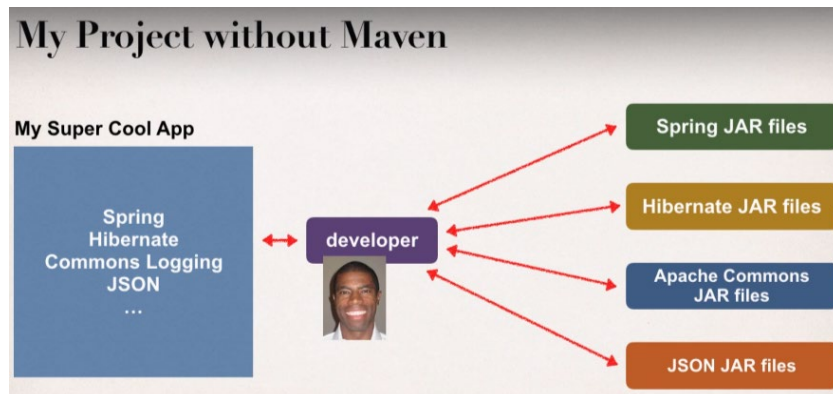 My Project without Maven
My Super Cool App
Spring
Hibernate
Commons Logging
JSON
...
developer
Spring JAR files
Hibernate JAR files
Apache Commons
JAR files
JSON JAR files